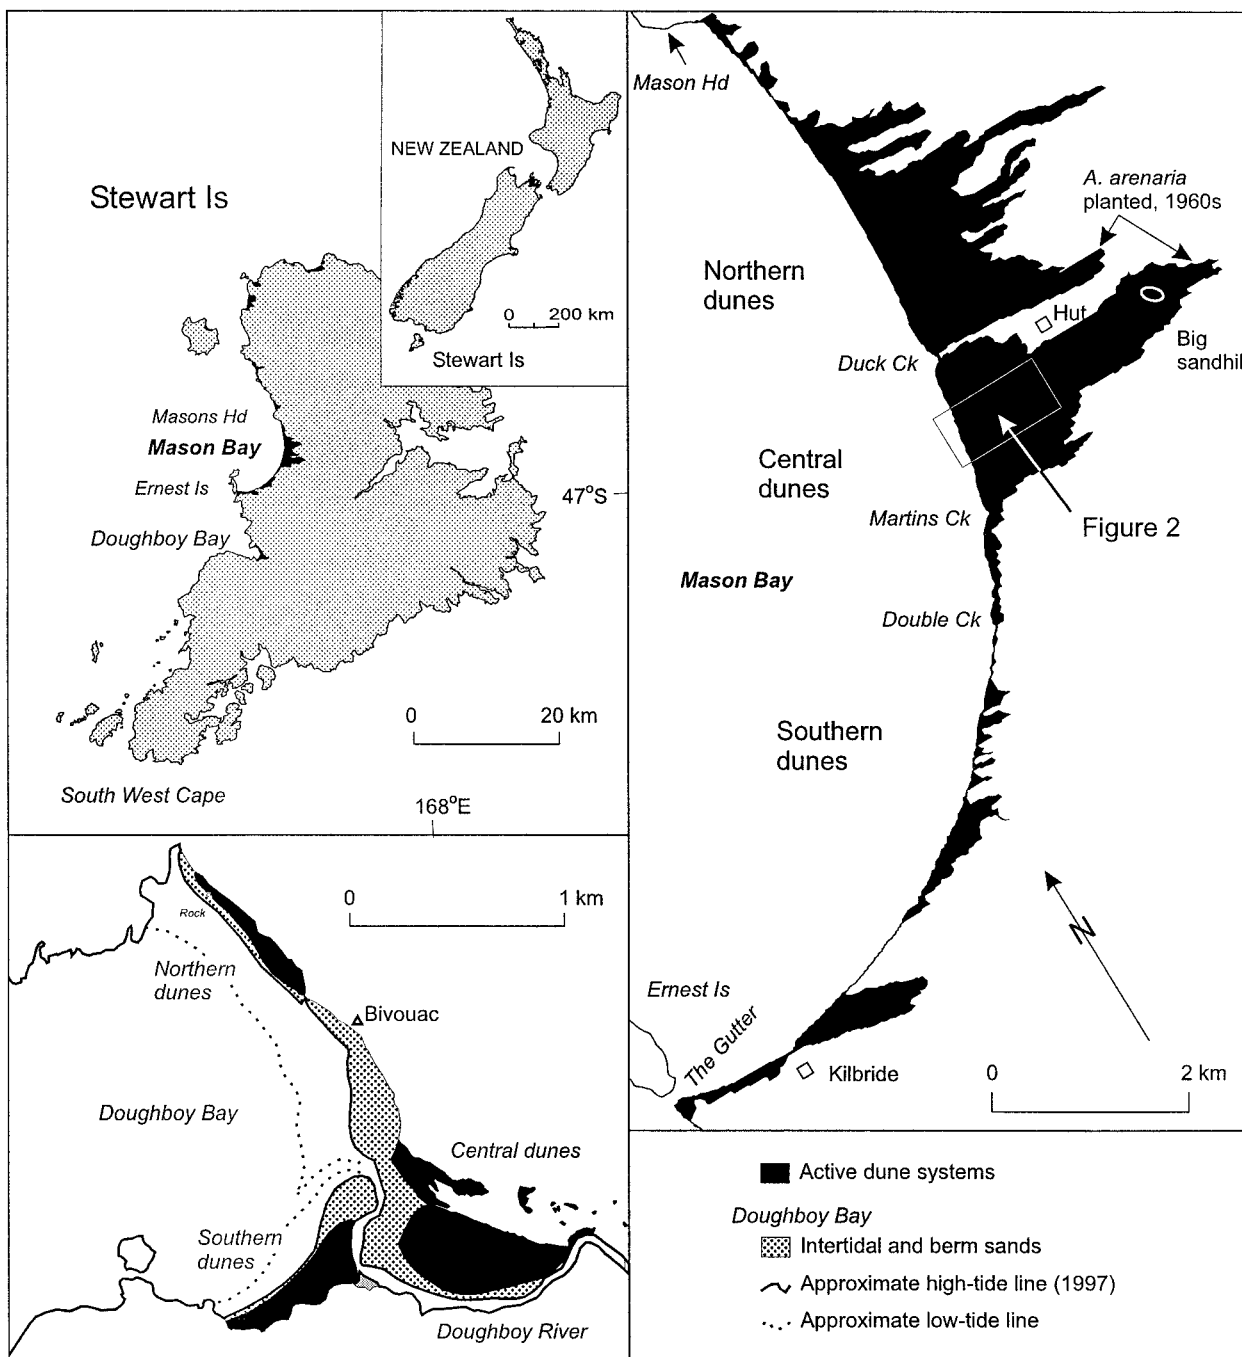 Stewart Is
NEW ZEALAND
0 200 km
Stewart Is
Masons Hd
Mason Bay
Ernest Is
Doughboy Bay
47°S
0 20 km
South West Cape
168°E
Mason Hd
A. arenaria
planted, 1960s
Northern
dunes
Hut
Big
sandhill
Duck Ck
Central
dunes
Martins Ck
Figure 2
Mason Bay
Double Ck
Southern
dunes
N
Ernest Is
The Gutter
Kilbride
0 2 km
0 1 km
Rock
Northern
dunes
Bivouac
Doughboy Bay
Central dunes
Southern
dunes
Doughboy River
Active dune systems
Doughboy Bay
Intertidal and berm sands
Approximate high-tide line (1997)
Approximate low-tide line